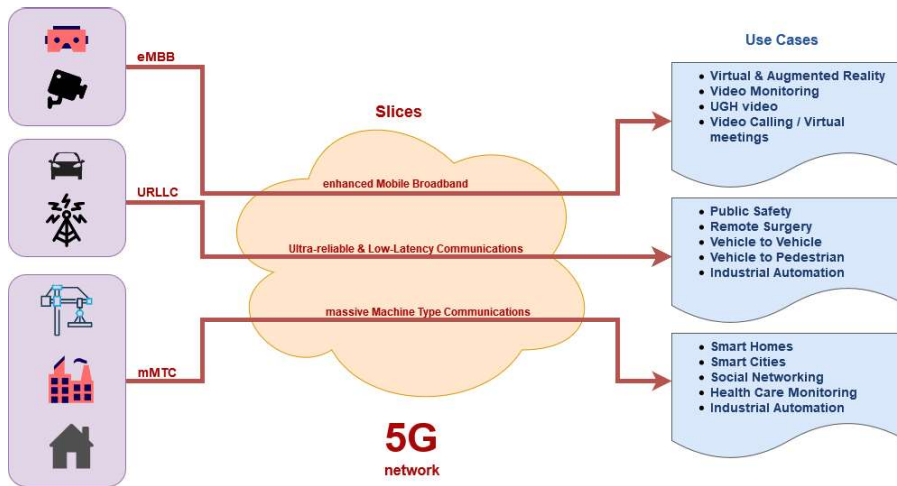 eMBB
URLLC
mMTC
Slices
enhanced Mobile Broadband
Ultra-reliable & Low-Latency Communications
massive Machine Type Communications
5G
network
Use Cases
Virtual & Augmented Reality
Video Monitoring
UGH video
Video Calling / Virtual
meetings
Public Safety
Remote Surgery
Vehicle to Vehicle
Vehicle to Pedestrian
Industrial Automation
Smart Homes
Smart Cities
Social Networking
Health Care Monitoring
Industrial Automation